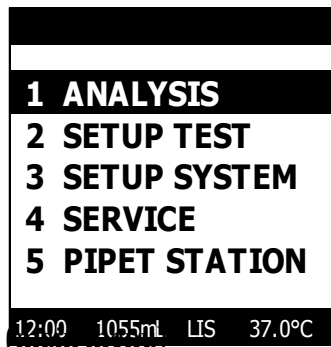 1 ANALYSIS
2 SETUP TEST
3 SETUP SYSTEM
4 SERVICE
5 PIPET STATION
12:00 1055mL LIS 37.0°C